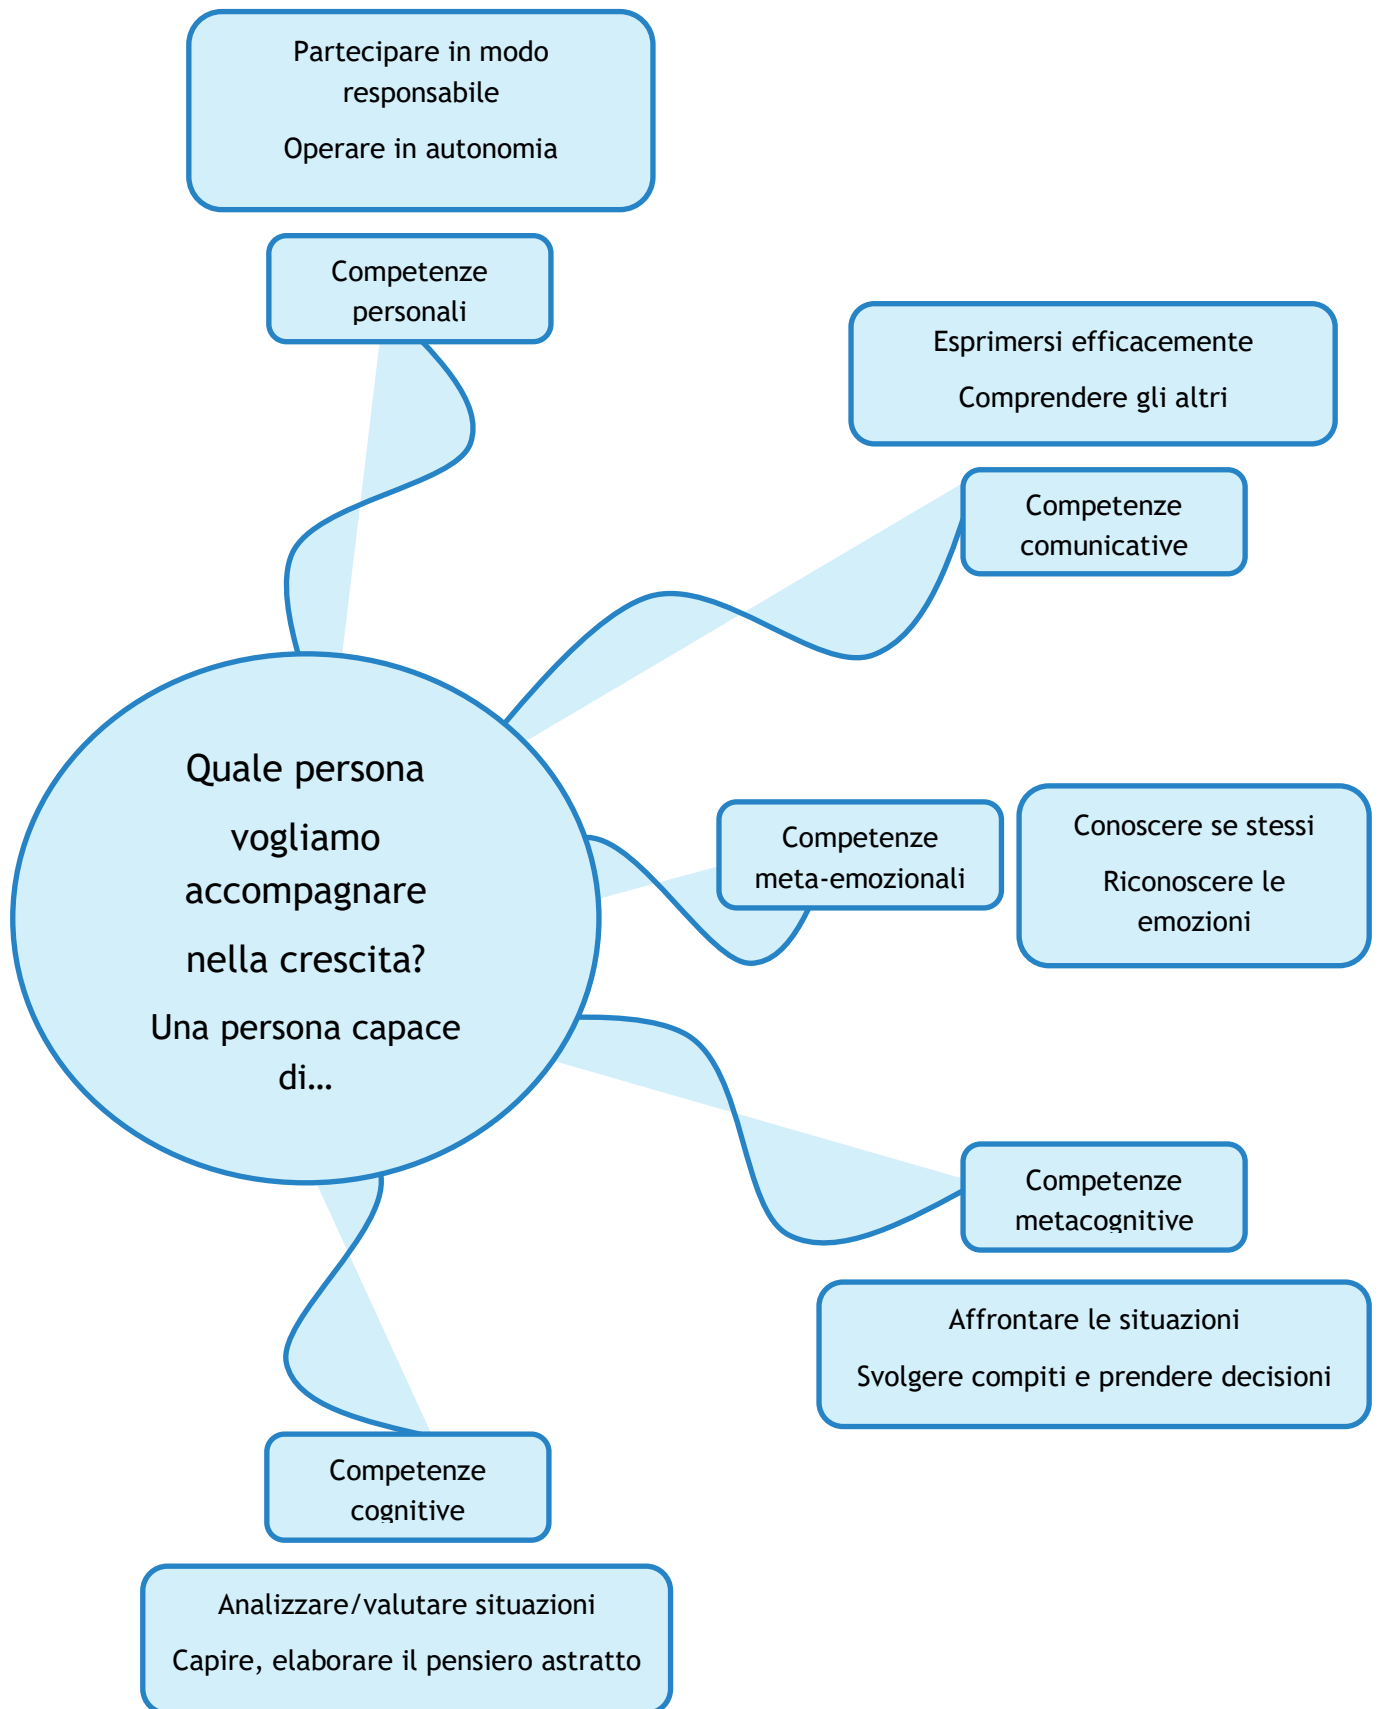 Partecipare in modo
responsabile
Operare in autonomia
Competenze
personali
Esprimersi efficacemente
Comprendere gli altri
Competenze
comunicative
Quale persona
vogliamo
accompagnare
nella crescita?
Una persona capace
di…
Competenze
meta-emozionali
Conoscere se stessi
Riconoscere le
emozioni
Competenze
metacognitive
Affrontare le situazioni
Svolgere compiti e prendere decisioni
Competenze
cognitive
Analizzare/valutare situazioni
Capire, elaborare il pensiero astratto